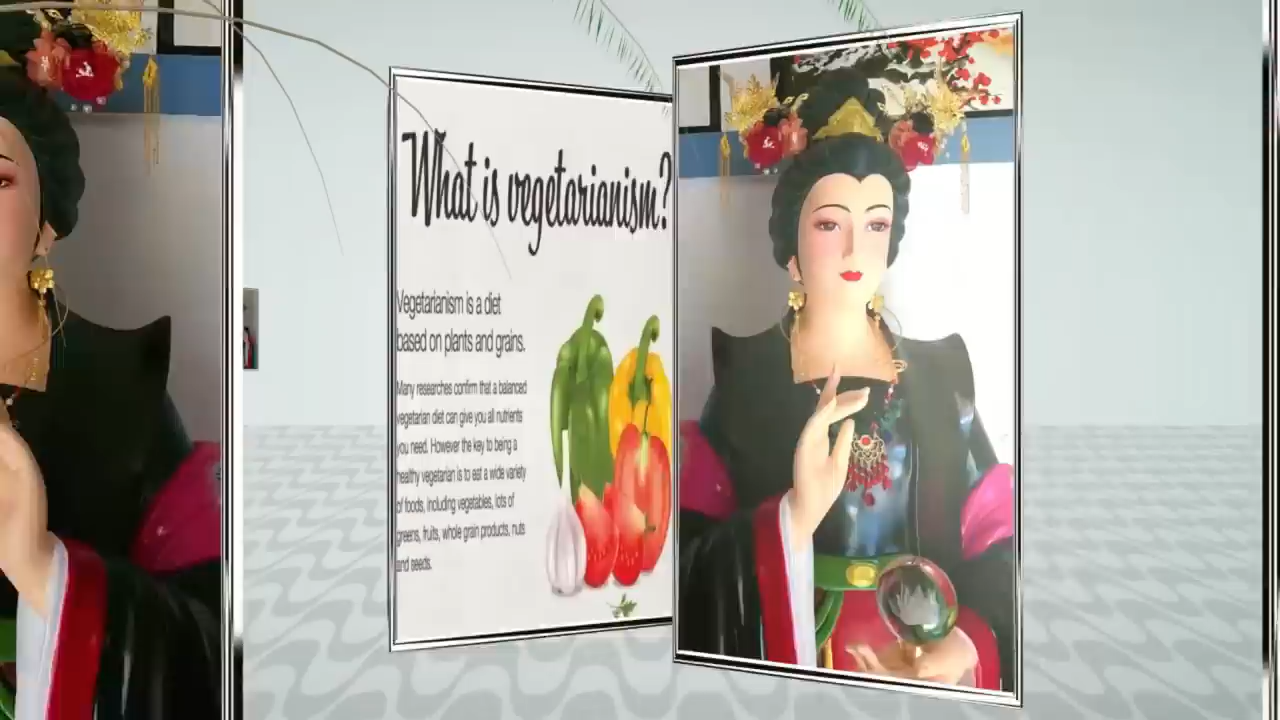 What is vegetarianism?
Vegetarianism is a diet
based on plants and grains.
Many researches confirm that a balanced
vegetarian diet can give you all nutrients
you need. However the key to being a
healthy vegetarian is to eat a wide variety
of foods, including vegetables, lots of
greens, fruits, whole grain products, nuts
and seeds.